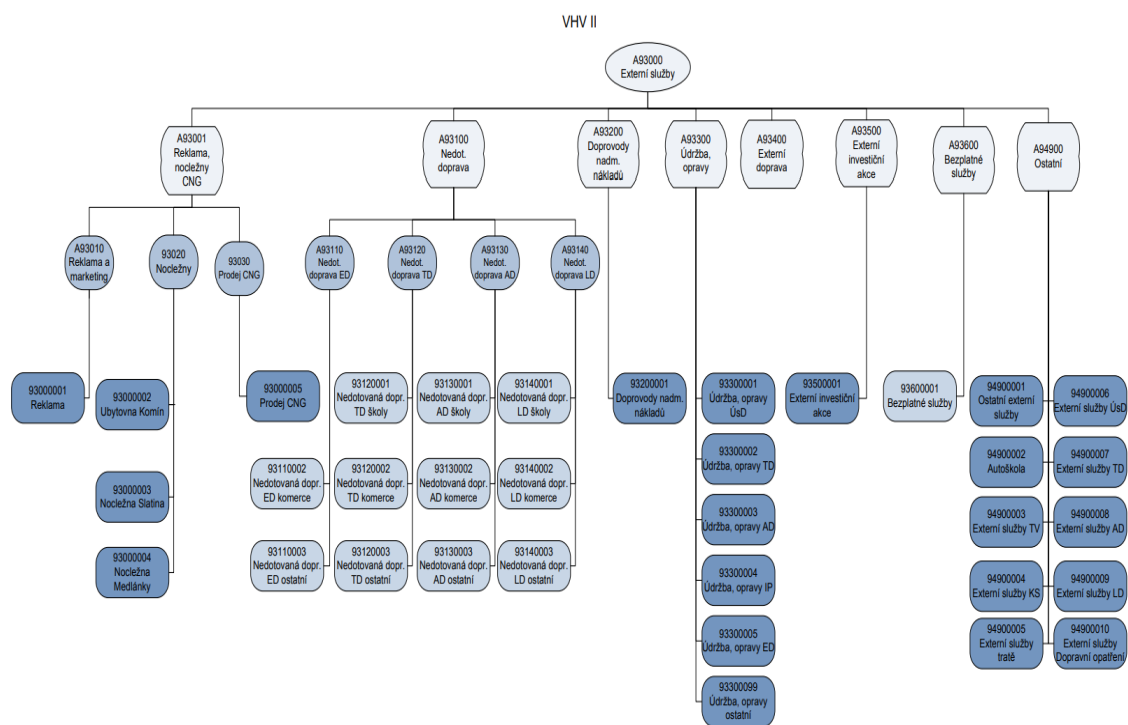 VHV II
A93000
Externí služby
A93001
Reklama,
nocležny
CNG
A93100
Nedot.
doprava
A93200
Doprovody
nadm.
nákladů
A93300
Údržba,
opravy
A93400
Externí
doprava
A93500
Externí
investiční
akce
A93600
Bezplatné
služby
A94900
Ostatní
A93010
Reklama a
marketing
93020
Nocležny
93030
Prodej CNG
A93110
Nedot.
doprava ED
A93120
Nedot.
doprava TD
A93130
Nedot.
doprava AD
A93140
Nedot.
doprava LD
93000001
Reklama
93000002
Ubytovna Komín
93000005
Prodej CNG
93120001
Nedotovaná dopr.
TD školy
93130001
Nedotovaná dopr.
AD školy
93140001
Nedotovaná dopr.
LD školy
93200001
Doprovody nadm.
nákladů
93300001
Údržba, opravy
ÚsD
93500001
Externí investiční
akce
93600001
Bezplatné služby
94900001
Ostatní externí
služby
94900006
Externí služby ÚsD
93000003
Nocležna Slatina
93110002
Nedotovaná dopr.
ED komerce
93120002
Nedotovaná dopr.
TD komerce
93130002
Nedotovaná dopr.
AD komerce
93140002
Nedotovaná dopr.
LD komerce
93300002
Údržba, opravy TD
94900002
Autoškola
94900007
Externí služby TD
93300003
Údržba, opravy AD
94900003
Externí služby TV
94900008
Externí služby AD
93000004
Nocležna
Medlánky
93110003
Nedotovaná dopr.
ED ostatní
93120003
Nedotovaná dopr.
TD ostatní
93130003
Nedotovaná dopr.
AD ostatní
93140003
Nedotovaná dopr.
LD ostatní
93300004
Údržba, opravy IP
94900004
Externí služby KS
94900009
Externí služby LD
93300005
Údržba, opravy ED
94900005
Externí služby
tratě
94900010
Externí služby
Dopravní opatření
93300099
Údržba, opravy
ostatní